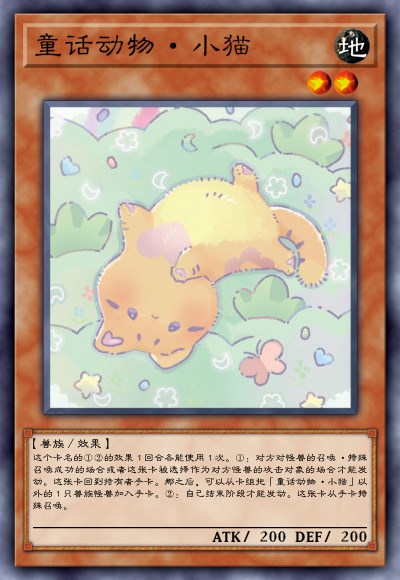 童话动物·小猫
地
【兽族／效果】
这个卡名的①②的效果1回合各能使用1次。①：对方对怪兽的召唤·特殊
召唤成功的场合或者这张卡被选择作为对方怪兽的攻击对象的场合才能发
动。这张卡回到持有者手卡。那之后，可以从卡组把「童话动物·小猫」以
外的1只兽族怪兽加入手卡。②：自己结束阶段才能发动。这张卡从手卡特
殊召唤。
ATK/ 200 DEF/ 200